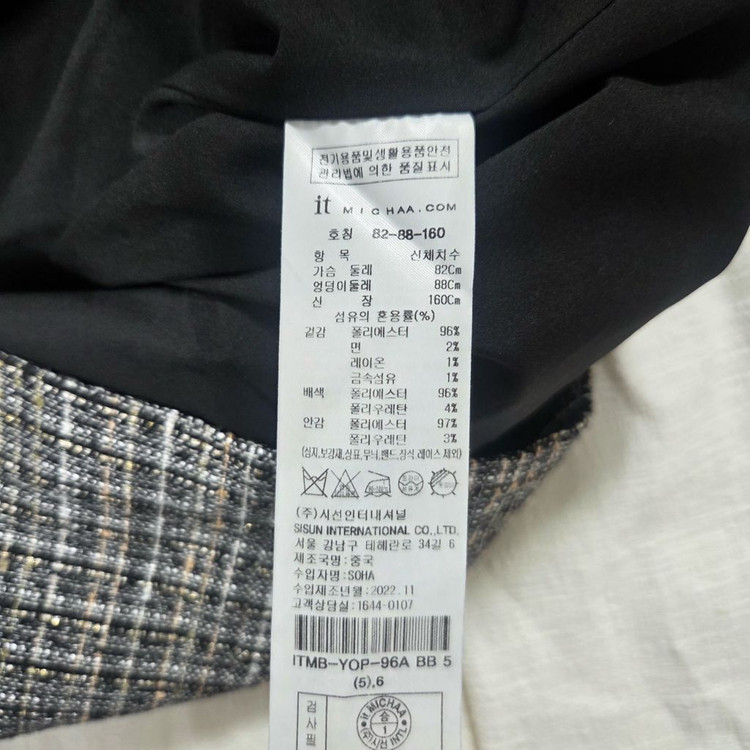 전기용품및생활용품안전
관리법에 의한 품질표시
it MICHAA.COM
호칭 82-88-160
항 목 신체치수
가슴 둘레 82Cm
엉덩이둘레 88Cm
신 장 160Cm
섬유의 혼용률(%)
겉감 폴리에스터 96%
면 2%
레이온 1%
금속섬유 1%
배색 폴리에스터 96%
폴리우레탄 4%
안감 폴리에스터 97%
폴리우레탄 3%
(심지,보강재,상표,무늬,밴드,장식,레이스 제외)
(주)시선인터내셔널
SISUN INTERNATIONAL CO.,LTD.
서울 강남구 테헤란로 34길 6
제조국명:중국
수입자명:SOHA
수입제조년월:2022.11
고객상담실:1644-0107
ITMB-YOP-96A BB 5
(5),6
검사필
it MICHAA
합
1
(주)시선 INT'L